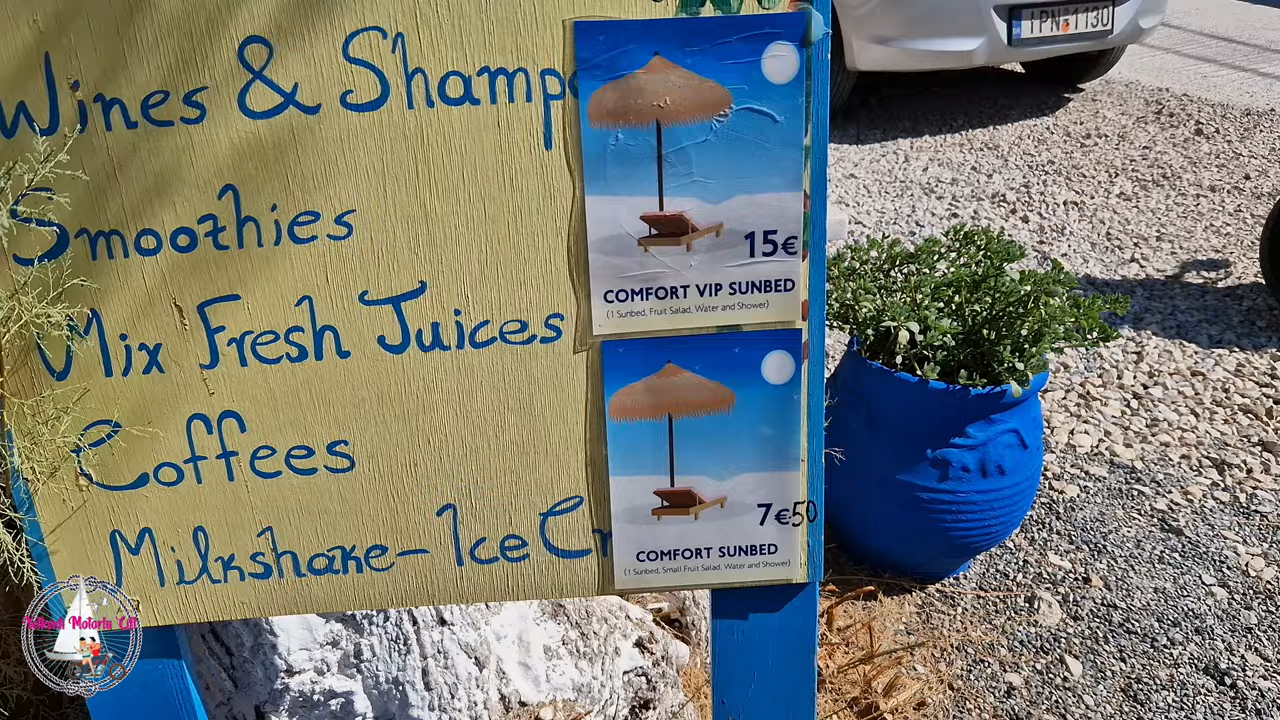 Wines & Shamp
Smoothies
Mix Fresh Juices
Coffees
Milkshake - Ice Cr
15€
COMFORT VIP SUNBED
(1 Sunbed, Fruit Salad, Water and Shower)
7€50
COMFORT SUNBED
(1 Sunbed, Small Fruit Salad, Water and Shower)
1130